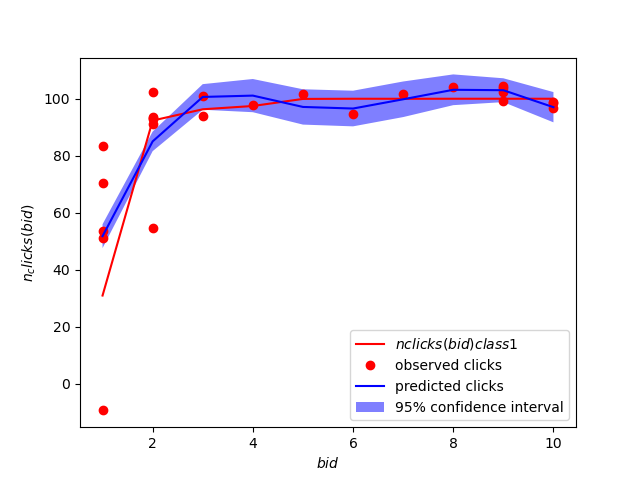 100
80
60
40
20
0
n_clicks(bid)
2
4
6
8
10
bid
nclicks(bid)class1
observed clicks
predicted clicks
95% confidence interval